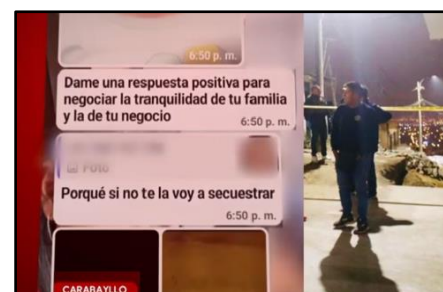 6:50 p. m.
Dame una respuesta positiva para
negociar la tranquilidad de tu familia
y la de tu negocio
6:50 p. m.
Foto
Porqué si no te la voy a secuestrar
6:50 p. m.
CARABAYLLO